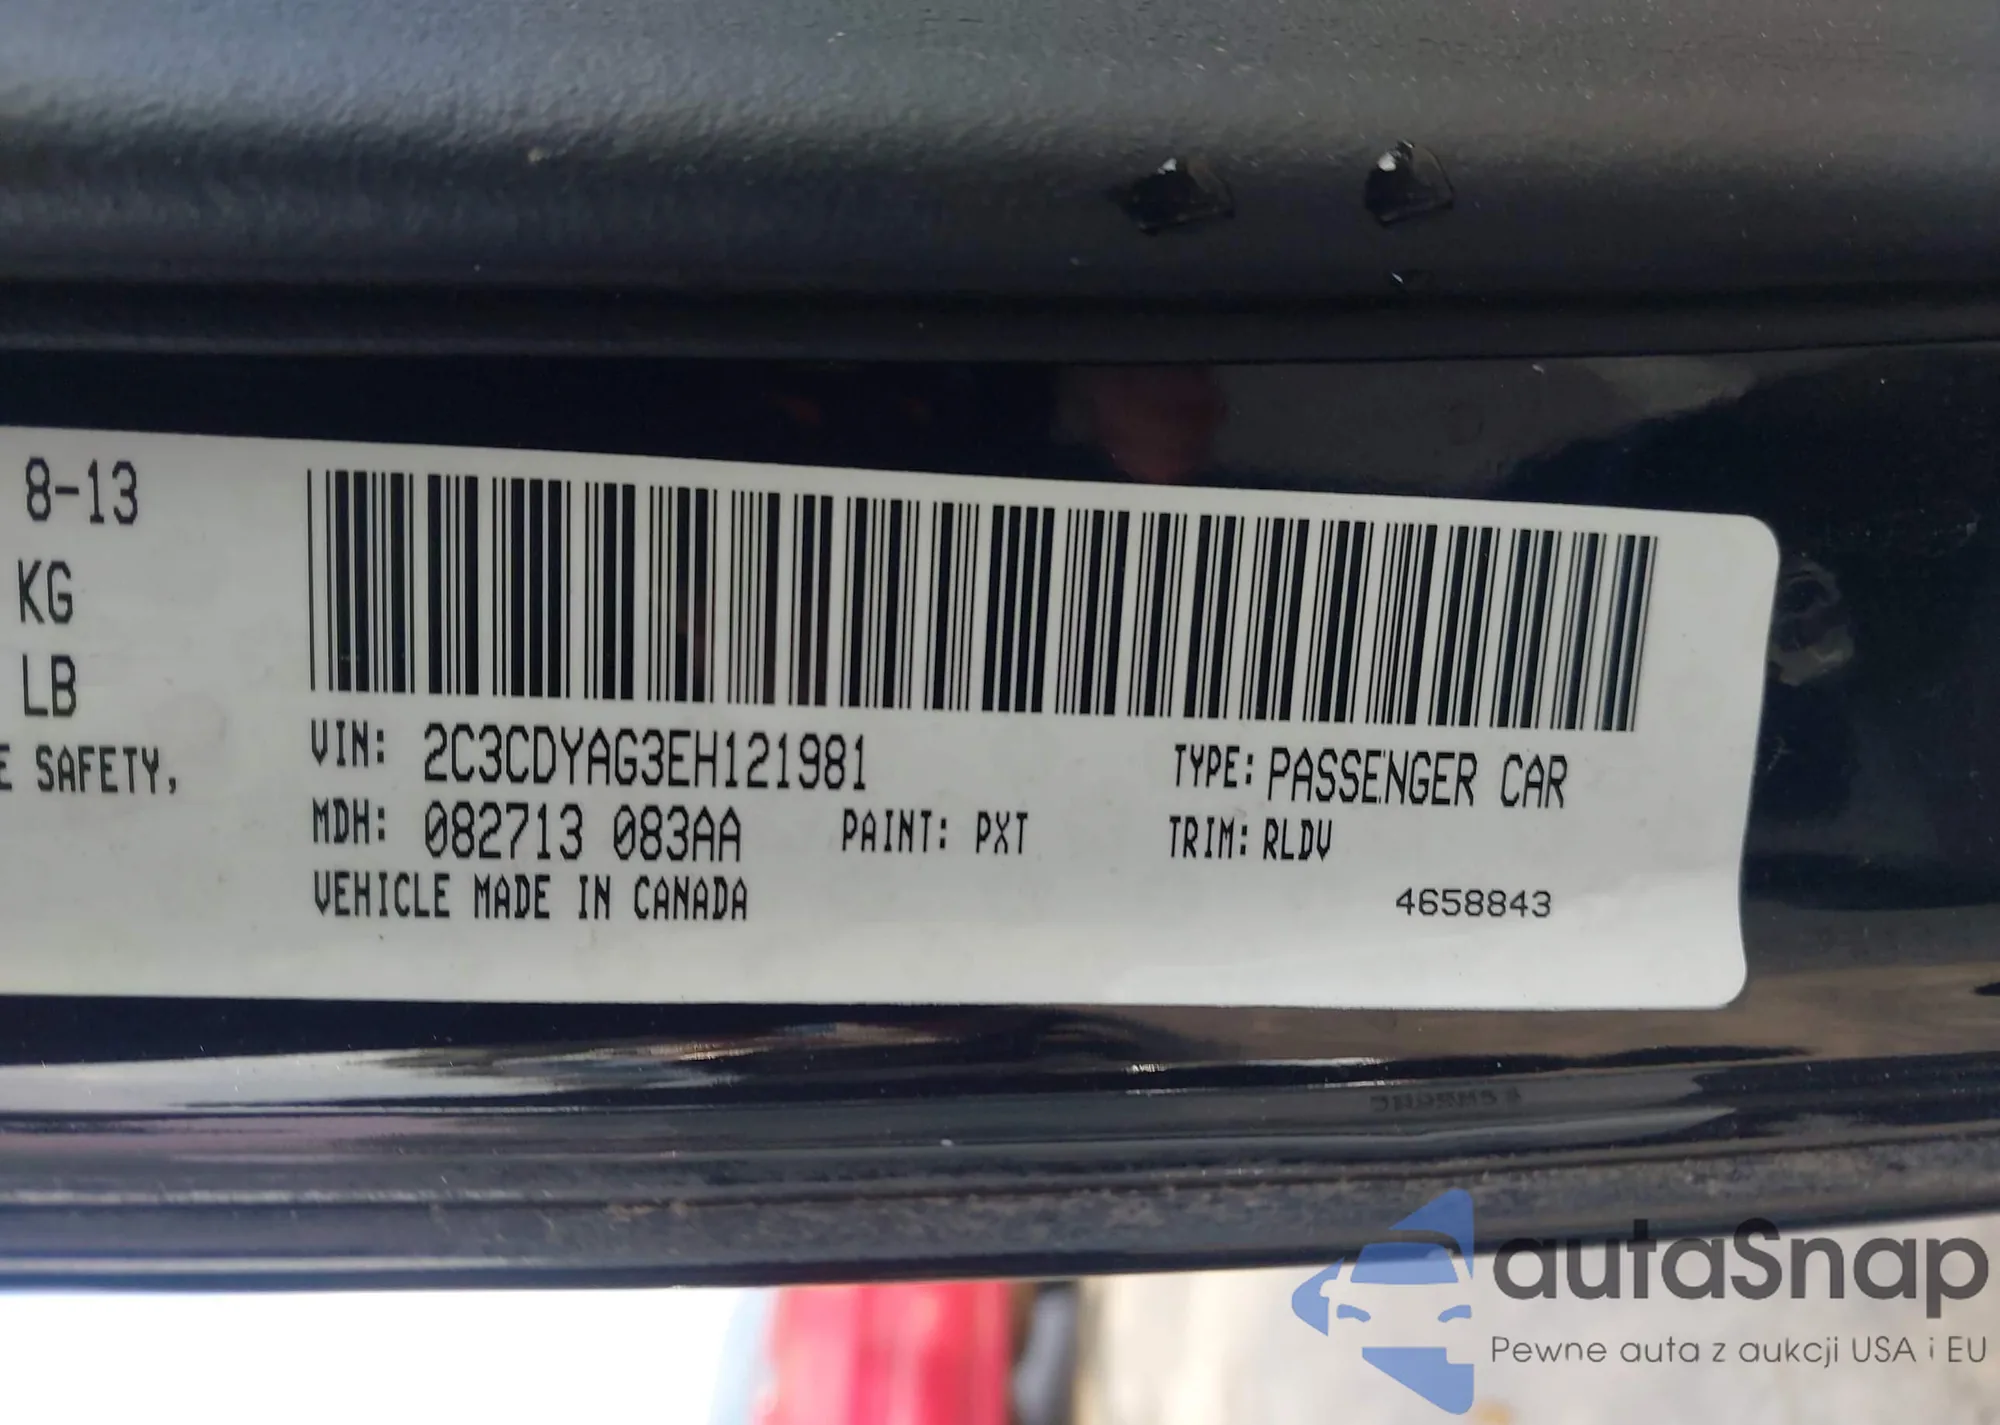 8-13
KG
LB
E SAFETY,
VIN: 2C3CDYAG3EH121981
TYPE: PASSENGER CAR
MDH: 082713 083AA
PAINT: PXT
TRIM: RLDV
VEHICLE MADE IN CANADA
4658843
autaSnap
Pewne auta z aukcji USA i EU